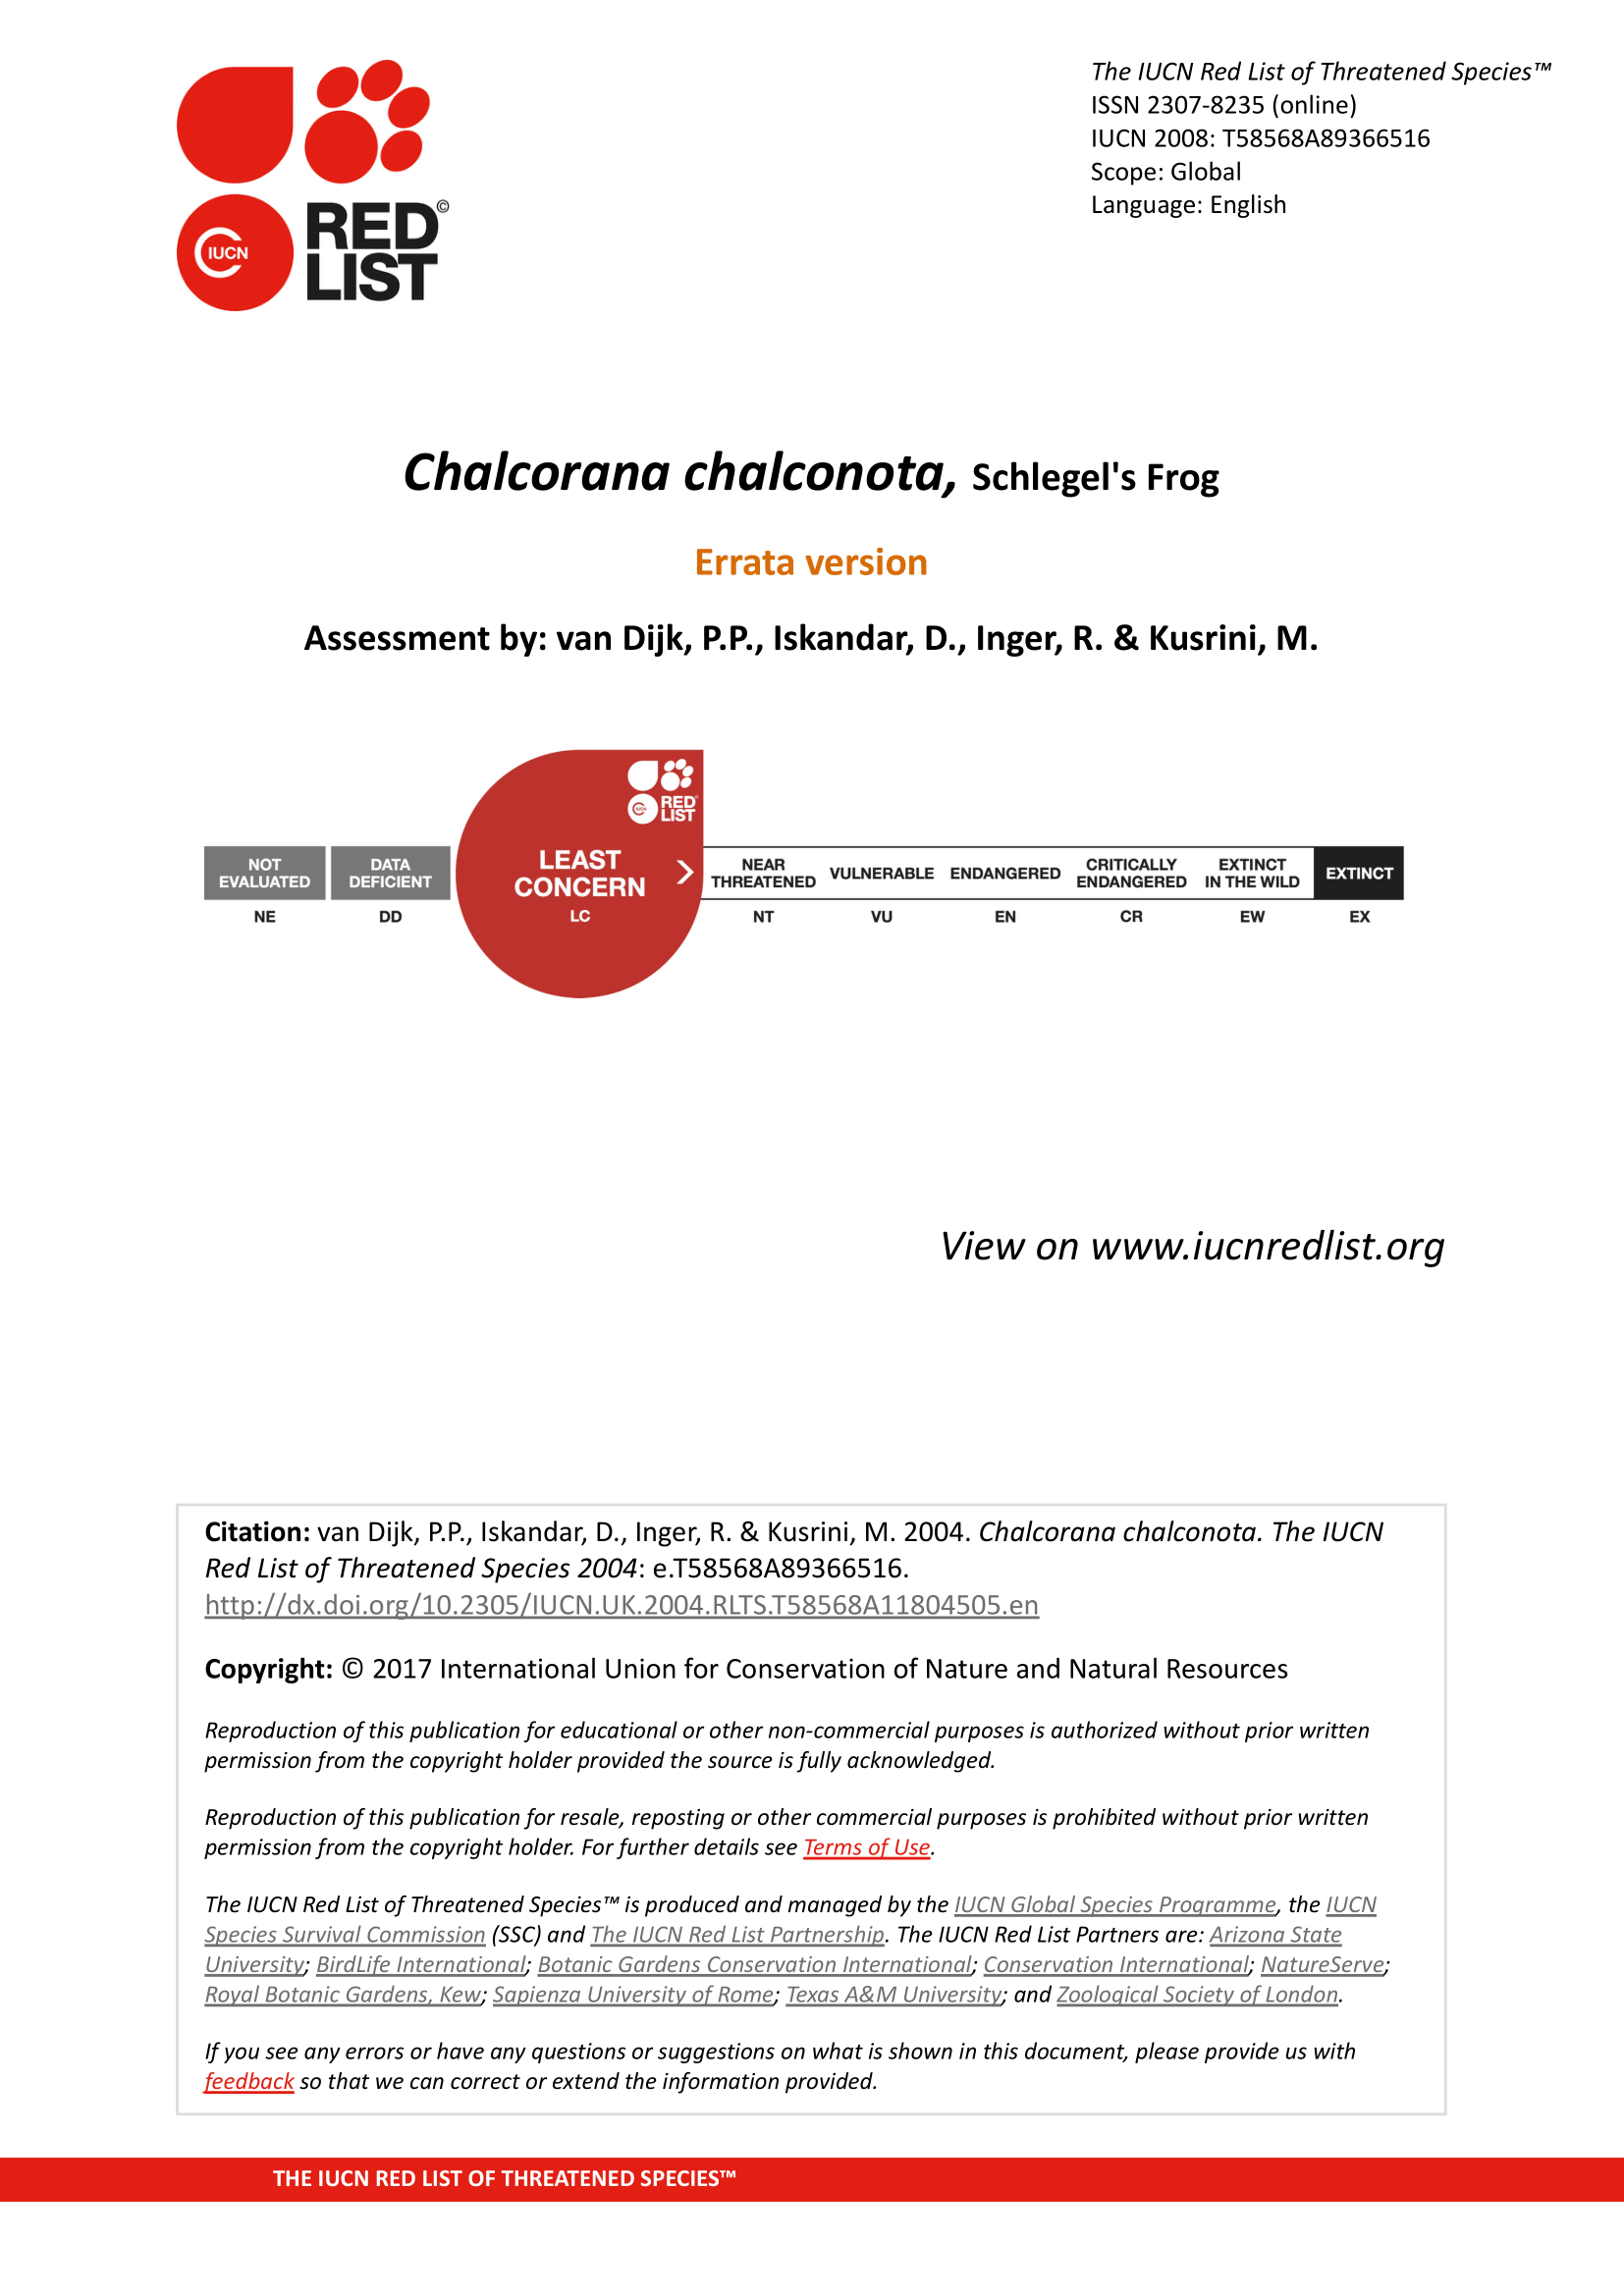 The IUCN Red List of Threatened Species™
ISSN 2307-8235 (online)
IUCN 2008: T58568A89366516
Scope: Global
Language: English
IUCN
RED©
LIST
Chalcorana chalconota, Schlegel's Frog
Errata version
Assessment by: van Dijk, P.P., Iskandar, D., Inger, R. & Kusrini, M.
IUCN
RED
LIST
NOT
EVALUATED
NE
DATA
DEFICIENT
DD
LEAST
CONCERN
LC
NEAR
THREATENED
NT
VULNERABLE
VU
ENDANGERED
EN
CRITICALLY
ENDANGERED
CR
EXTINCT
IN THE WILD
EW
EXTINCT
EX
View on www.iucnredlist.org
Citation: van Dijk, P.P., Iskandar, D., Inger, R. & Kusrini, M. 2004. Chalcorana chalconota. The IUCN
Red List of Threatened Species 2004: e.T58568A89366516.
http://dx.doi.org/10.2305/IUCN.UK.2004.RLTS.T58568A11804505.en
Copyright: © 2017 International Union for Conservation of Nature and Natural Resources
Reproduction of this publication for educational or other non-commercial purposes is authorized without prior written
permission from the copyright holder provided the source is fully acknowledged.
Reproduction of this publication for resale, reposting or other commercial purposes is prohibited without prior written
permission from the copyright holder. For further details see Terms of Use.
The IUCN Red List of Threatened Species™ is produced and managed by the IUCN Global Species Programme, the IUCN
Species Survival Commission (SSC) and The IUCN Red List Partnership. The IUCN Red List Partners are: Arizona State
University; BirdLife International; Botanic Gardens Conservation International; Conservation International; NatureServe;
Royal Botanic Gardens, Kew; Sapienza University of Rome; Texas A&M University; and Zoological Society of London.
If you see any errors or have any questions or suggestions on what is shown in this document, please provide us with
feedback so that we can correct or extend the information provided.
THE IUCN RED LIST OF THREATENED SPECIES™